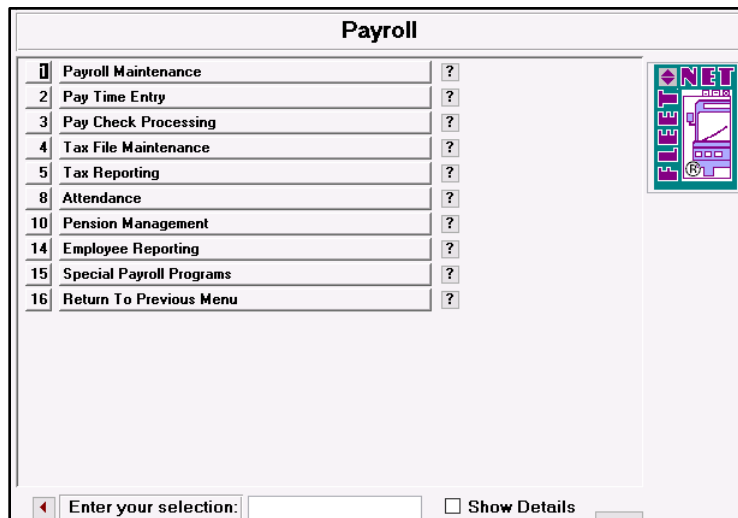 Payroll
1 Payroll Maintenance ?
2 Pay Time Entry ?
3 Pay Check Processing ?
4 Tax File Maintenance ?
5 Tax Reporting ?
8 Attendance ?
10 Pension Management ?
14 Employee Reporting ?
15 Special Payroll Programs ?
16 Return To Previous Menu ?
FLEET NET
®
Enter your selection:
Show Details